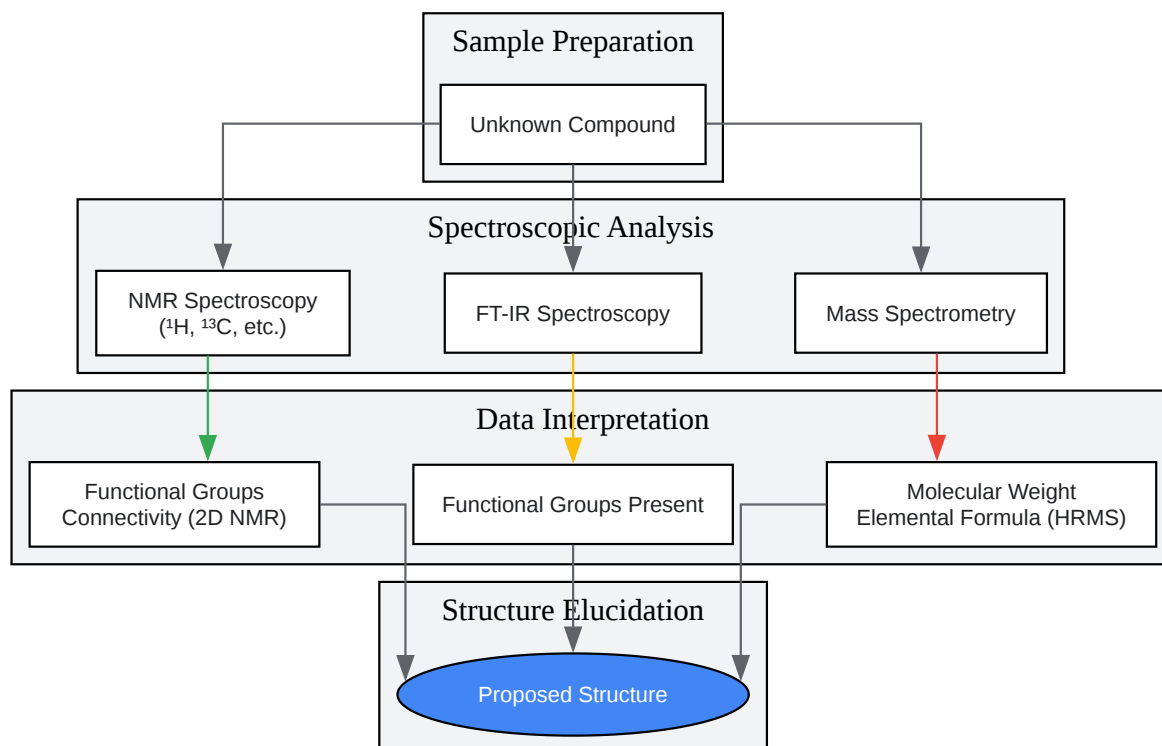 Sample Preparation
Unknown Compound
Spectroscopic Analysis
NMR Spectroscopy
(¹H, ¹³C, etc.)
FT-IR Spectroscopy
Mass Spectrometry
Data Interpretation
Functional Groups
Connectivity (2D NMR)
Functional Groups Present
Molecular Weight
Elemental Formula (HRMS)
Structure Elucidation
Proposed Structure